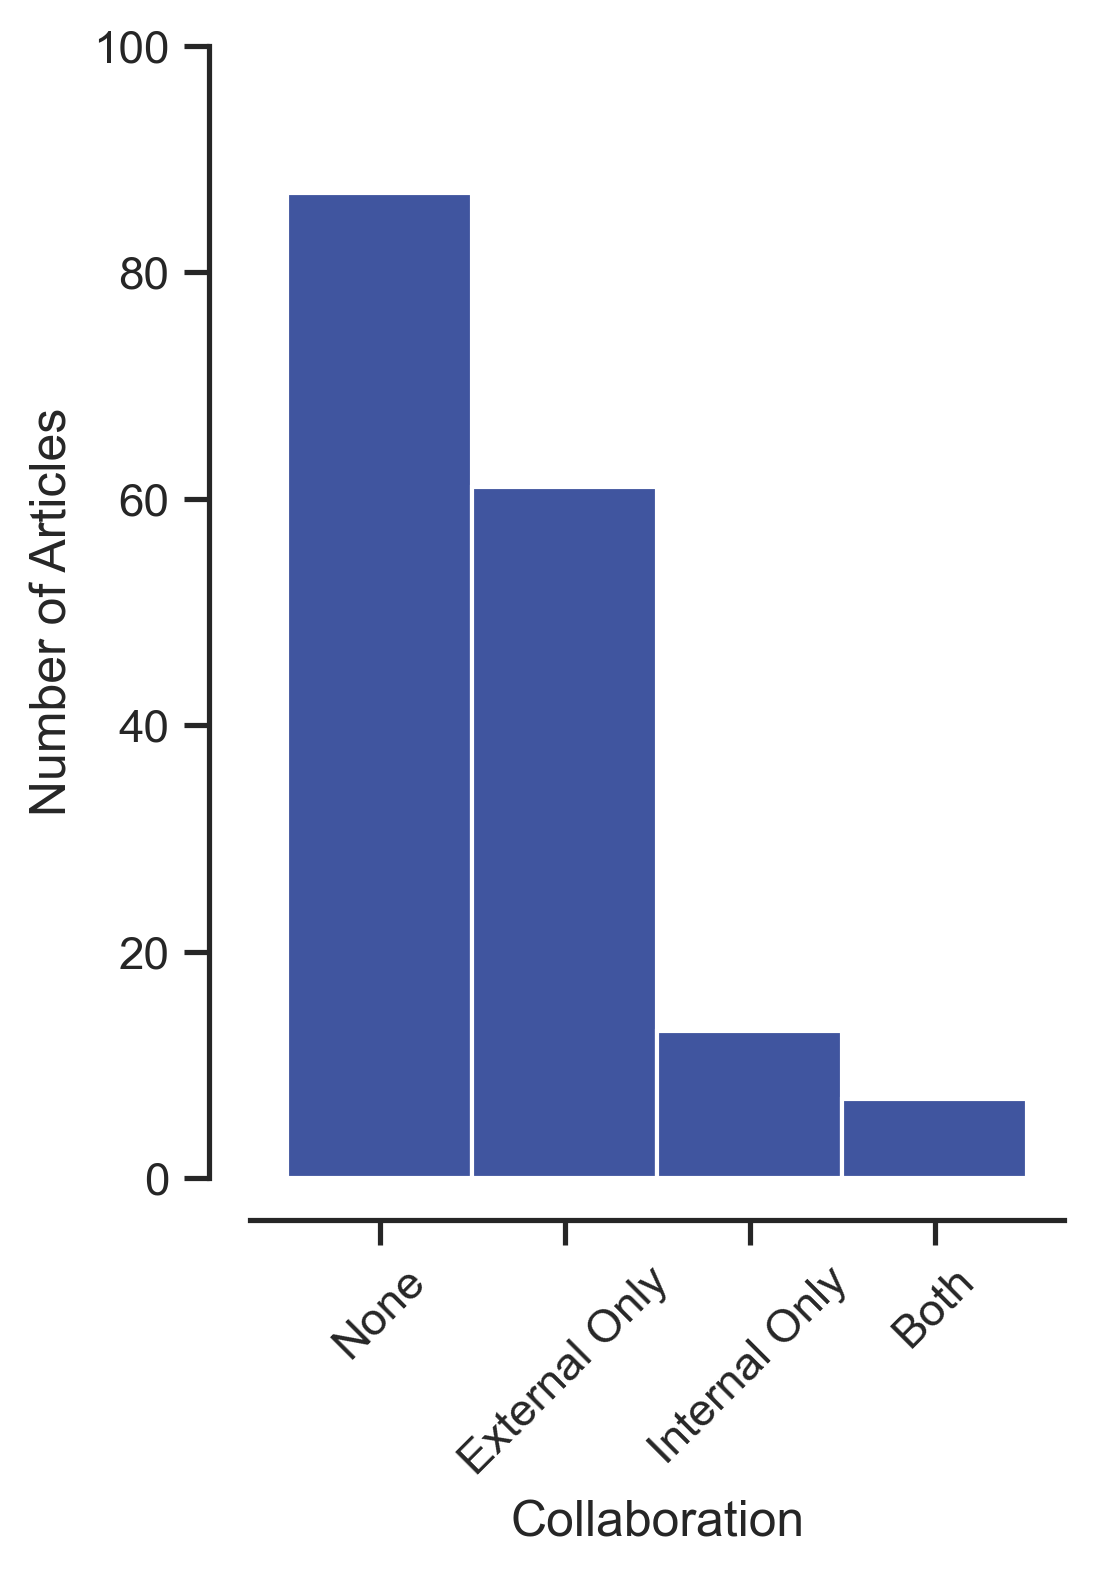 100
80
60
40
20
0
Number of Articles
None
External Only
Internal Only
Both
Collaboration